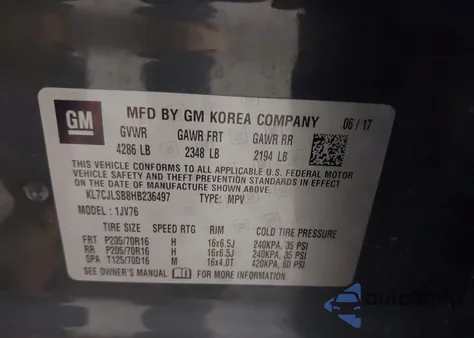 GM
MFD BY GM KOREA COMPANY 06 / 17
GVWR GAWR FRT GAWR RR
4286 LB 2348 LB 2194 LB
THIS VEHICLE CONFORMS TO ALL APPLICABLE U.S. FEDERAL MOTOR
VEHICLE SAFETY AND THEFT PREVENTION STANDARDS IN EFFECT
ON THE DATE OF MANUFACTURE SHOWN ABOVE.
KL7CJLSB8HB236497 TYPE: MPV
MODEL : 1JV76
TIRE SIZE SPEED RTG RIM COLD TIRE PRESSURE
FRT P205/70R16 H 16x6.5J 240KPA, 35 PSI
RR P205/70R16 H 16x6.5J 240KPA, 35 PSI
SPA T125/70D16 M 16x4.0T 420KPA, 60 PSI
SEE OWNER'S MANUAL FOR MORE INFORMATION